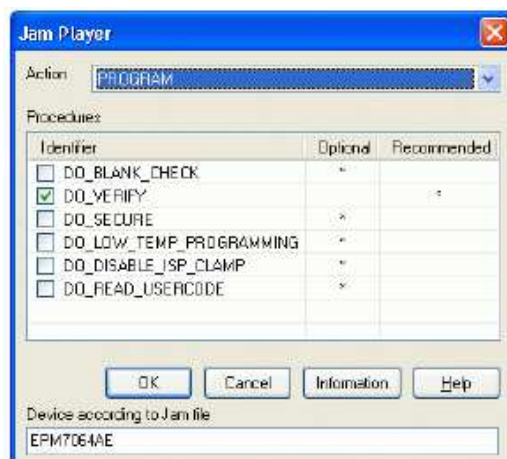 Jam Player
Action PROGRAM
Procedures
Identifier Optional Recommended
DO_BLANK_CHECK *
DO_VERIFY *
DO_SECURE *
DO_LOW_TEMP_PROGRAMMING *
DO_DISABLE_ISP_CLAMP *
DO_READ_USERCODE *
OK Cancel Information Help
Device according to Jam file
EPM7064AE